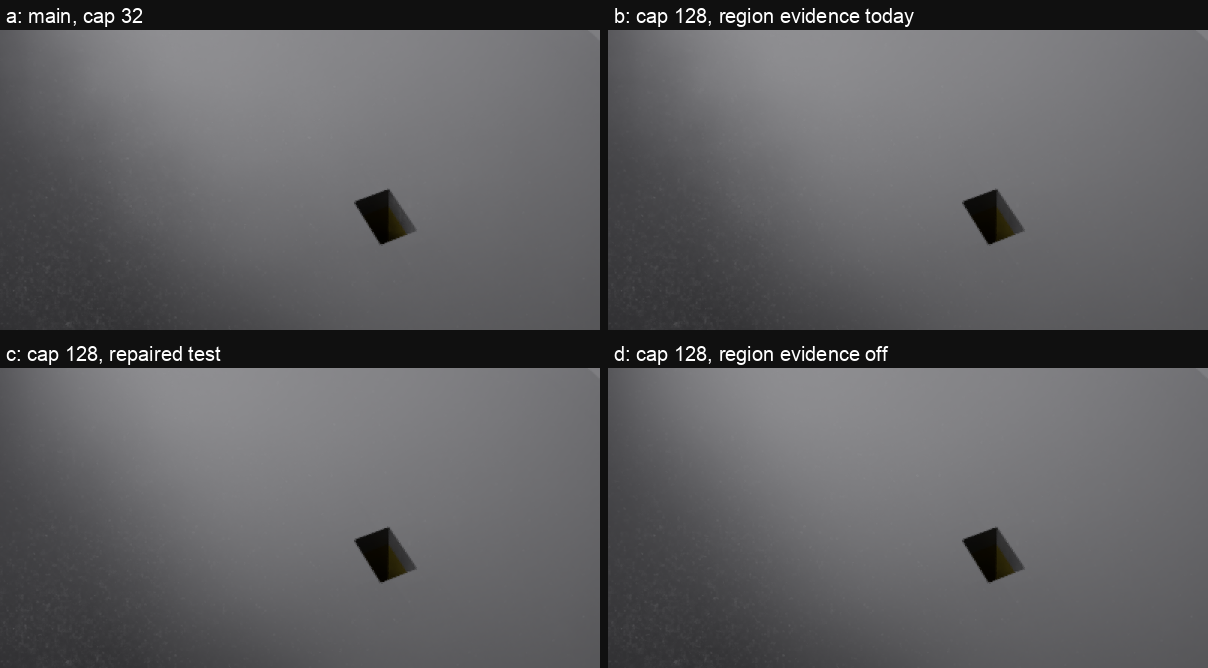 a: main, cap 32
b: cap 128, region evidence today
c: cap 128, repaired test
d: cap 128, region evidence off